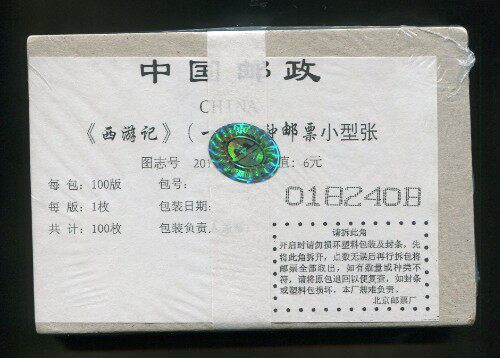 中国邮政
CHINA
《西游记》(一 邮票小型张
图志号 20 值：6元
每包：100版 包号：
每版：1枚 包装日期：
共计：100枚 包装负责
0182408
请拆此角
开启时请勿损坏塑料包装及封条，先
将此角拆开，点数无误后再行拆包将
邮票全部取出，如有数量或种类不
符，请将原包退回以便复查，如封条
或塑料包损坏，本厂碍难负责。
北京邮票厂